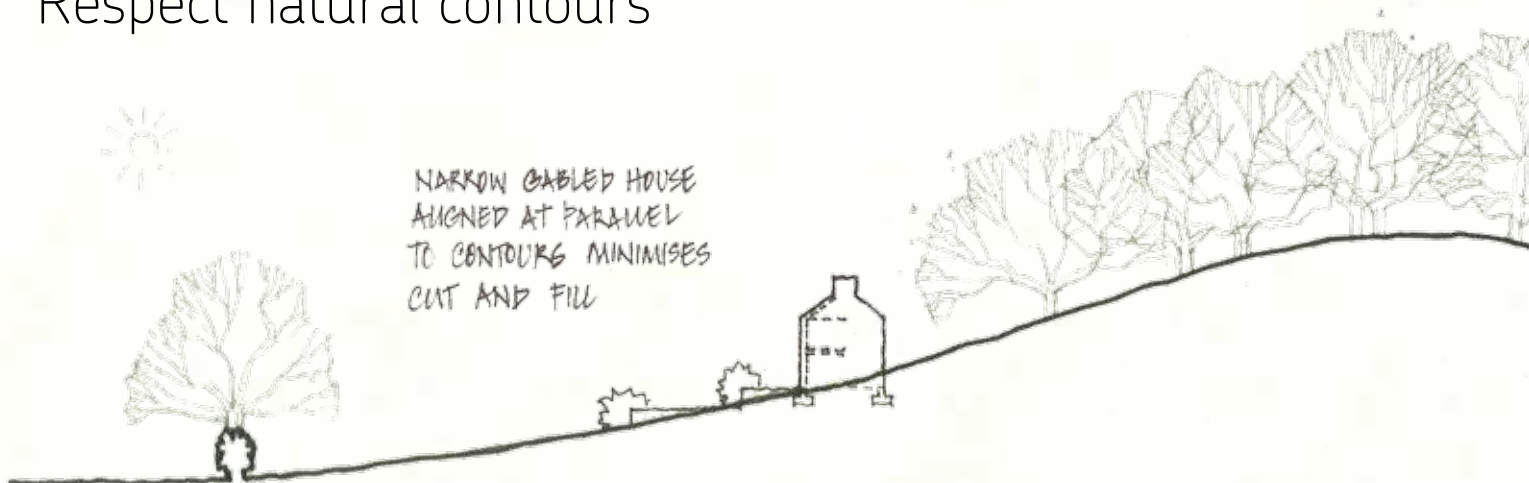 Respect natural contours
NARROW GABLED HOUSE
ALIGNED AT PARALLEL
TO CONTOURS MINIMISES
CUT AND FILL